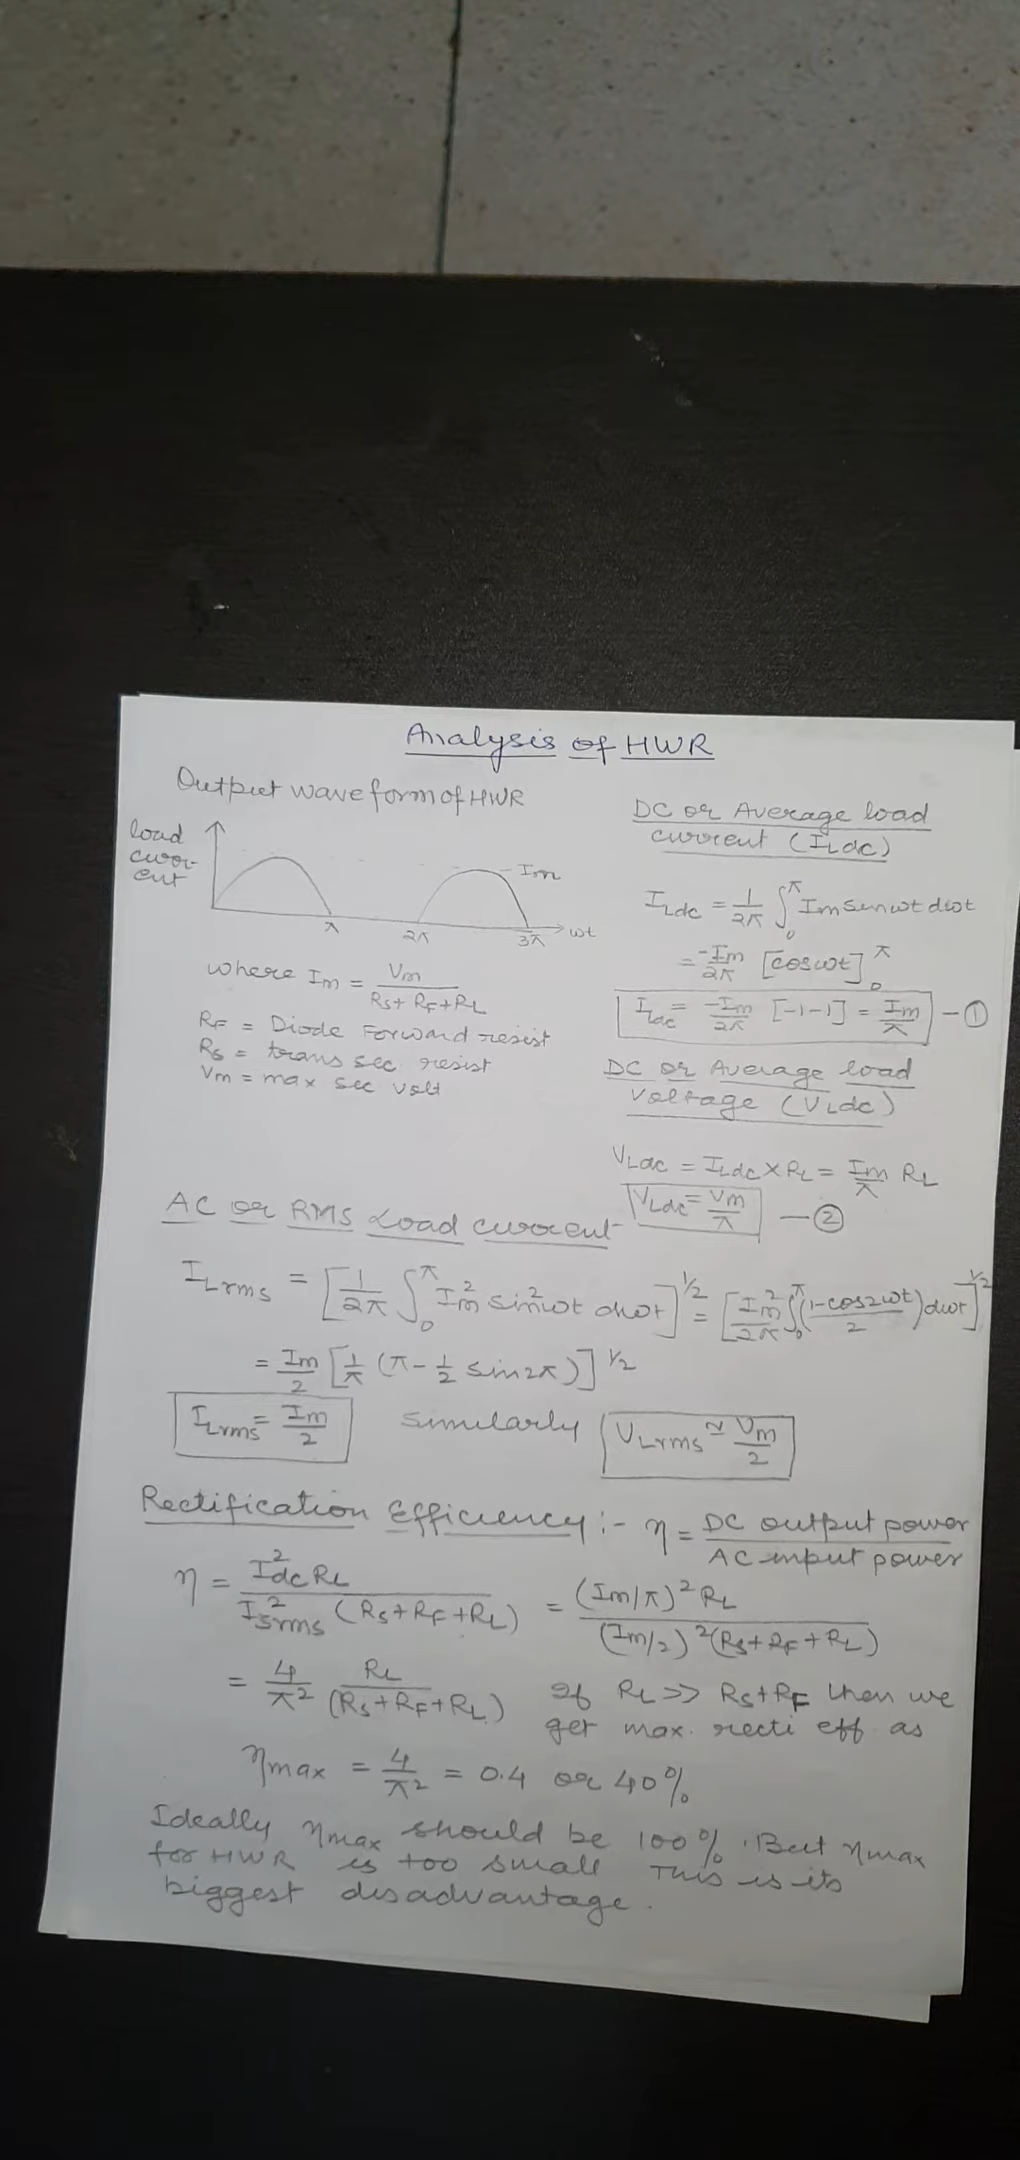 Analysis of HWR
Output waveform of HWR
load
curr-
ent
Im
π 2π 3π ωt
where Im = Vm / (Rs + RF + RL)
RF = Diode Forward resist
Rs = trans sec resist
Vm = max sec volt
DC or Average load
current (ILdc)
ILdc = 1/2π ∫₀^π Im sin ωt dωt
= -Im/2π [cos ωt]₀^π
ILdc = -Im/2π [-1-1] = Im/π — ①
DC or Average load
voltage (VLdc)
VLdc = ILdc × RL = Im/π RL
VLdc = Vm/π — ②
AC or RMS Load current
ILrms = [1/2π ∫₀^π Im² sin² ωt dωt]^1/2 = [Im²/2π ∫₀^π (1-cos2ωt)/2 dωt]^1/2
= Im/2 [1/π (π - 1/2 sin 2π)]^1/2
ILrms = Im/2 Similarly VLrms ≃ Vm/2
Rectification Efficiency :- η = DC output power / AC input power
η = Idc² RL / Isrms² (Rs + RF + RL) = (Im/π)² RL / (Im/2)² (Rs + RF + RL)
= 4/π² RL / (Rs + RF + RL) If RL >> Rs + RF then we
get max. recti eff as
ηmax = 4/π² = 0.4 or 40%
Ideally ηmax should be 100%. But ηmax
for HWR is too small This is its
biggest disadvantage.